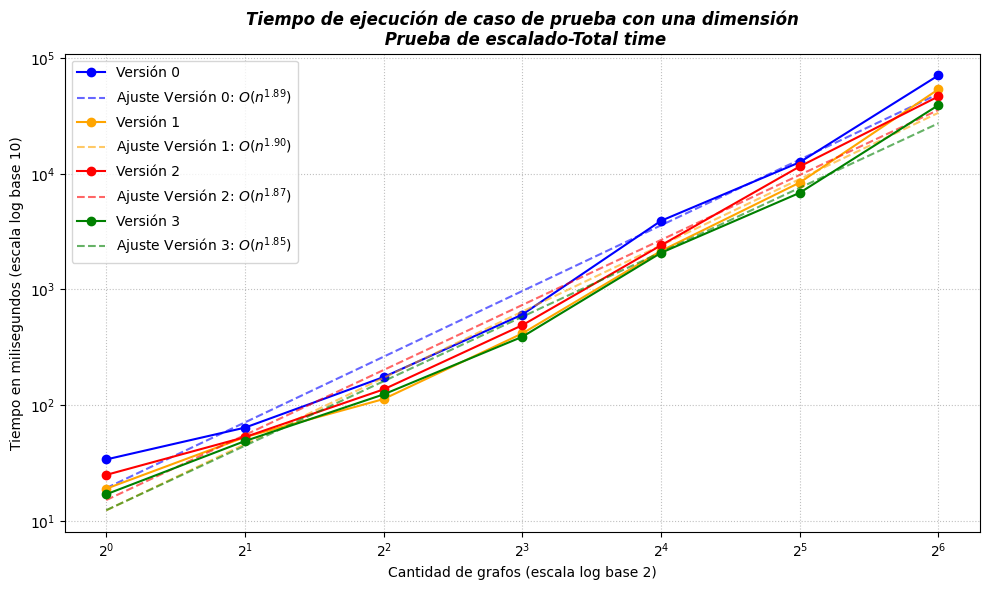 Tiempo de ejecución de caso de prueba con una dimensión
Prueba de escalado-Total time
Tiempo en milisegundos (escala log base 10)
10^5
10^4
10^3
10^2
10^1
Versión 0
Ajuste Versión 0: O(n^1.89)
Versión 1
Ajuste Versión 1: O(n^1.90)
Versión 2
Ajuste Versión 2: O(n^1.87)
Versión 3
Ajuste Versión 3: O(n^1.85)
2^0 2^1 2^2 2^3 2^4 2^5 2^6
Cantidad de grafos (escala log base 2)